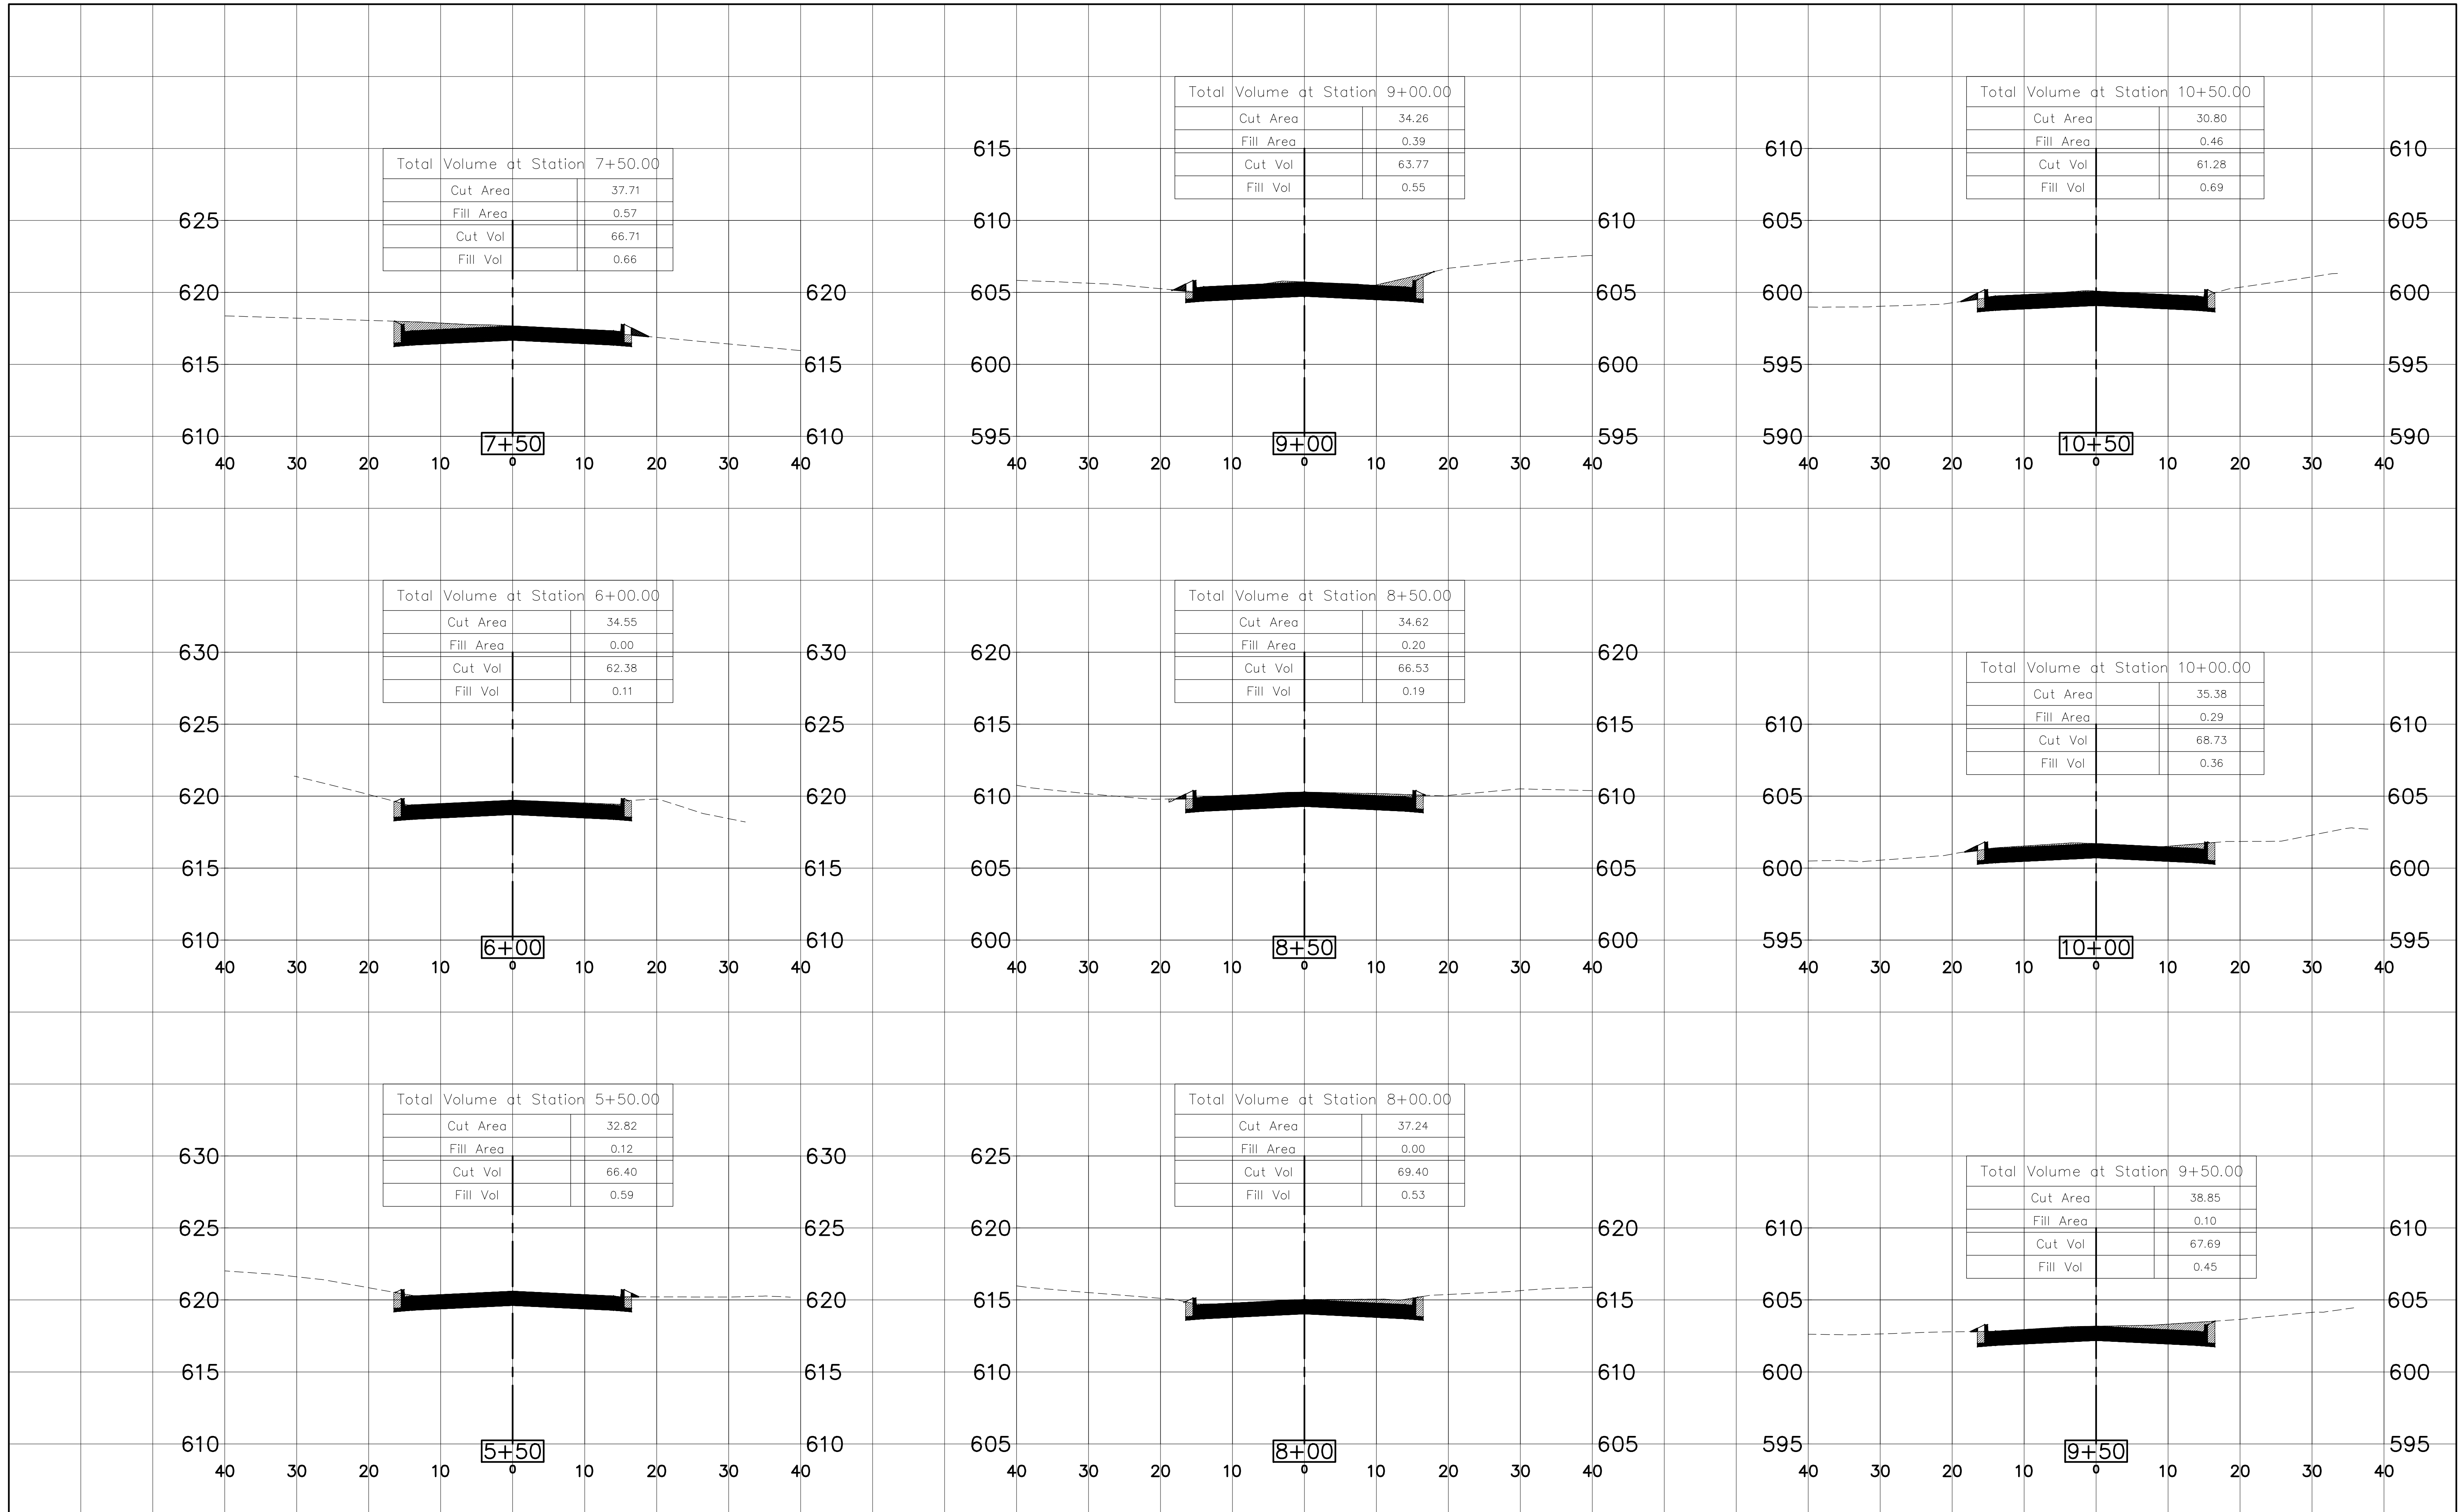 Total Volume at Station 7+50.00
Cut Area 37.71
Fill Area 0.57
Cut Vol 66.71
Fill Vol 0.66
625
620 620
615 615
610 610
7+50
40 30 20 10 0 10 20 30 40
Total Volume at Station 9+00.00
Cut Area 34.26
Fill Area 0.39
Cut Vol 63.77
Fill Vol 0.55
615
610 610
605 605
600 600
595 595
9+00
40 30 20 10 0 10 20 30 40
Total Volume at Station 10+50.00
Cut Area 30.80
Fill Area 0.46
Cut Vol 61.28
Fill Vol 0.69
610 610
605 605
600 600
595 595
590 590
10+50
40 30 20 10 0 10 20 30 40
Total Volume at Station 6+00.00
Cut Area 34.55
Fill Area 0.00
Cut Vol 62.38
Fill Vol 0.11
630 630
625 625
620 620
615 615
610 610
6+00
40 30 20 10 0 10 20 30 40
Total Volume at Station 8+50.00
Cut Area 34.62
Fill Area 0.20
Cut Vol 66.53
Fill Vol 0.19
620 620
615 615
610 610
605 605
600 600
8+50
40 30 20 10 0 10 20 30 40
Total Volume at Station 10+00.00
Cut Area 35.38
Fill Area 0.29
Cut Vol 68.73
Fill Vol 0.36
610 610
605 605
600 600
595 595
10+00
40 30 20 10 0 10 20 30 40
Total Volume at Station 5+50.00
Cut Area 32.82
Fill Area 0.12
Cut Vol 66.40
Fill Vol 0.59
630 630
625 625
620 620
615 615
610 610
5+50
40 30 20 10 0 10 20 30 40
Total Volume at Station 8+00.00
Cut Area 37.24
Fill Area 0.00
Cut Vol 69.40
Fill Vol 0.53
625
620 620
615 615
610 610
605 605
8+00
40 30 20 10 0 10 20 30 40
Total Volume at Station 9+50.00
Cut Area 38.85
Fill Area 0.10
Cut Vol 67.69
Fill Vol 0.45
610 610
605 605
600 600
595 595
9+50
40 30 20 10 0 10 20 30 40